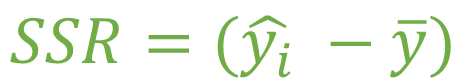 SSR = (ŷᵢ − ȳ)